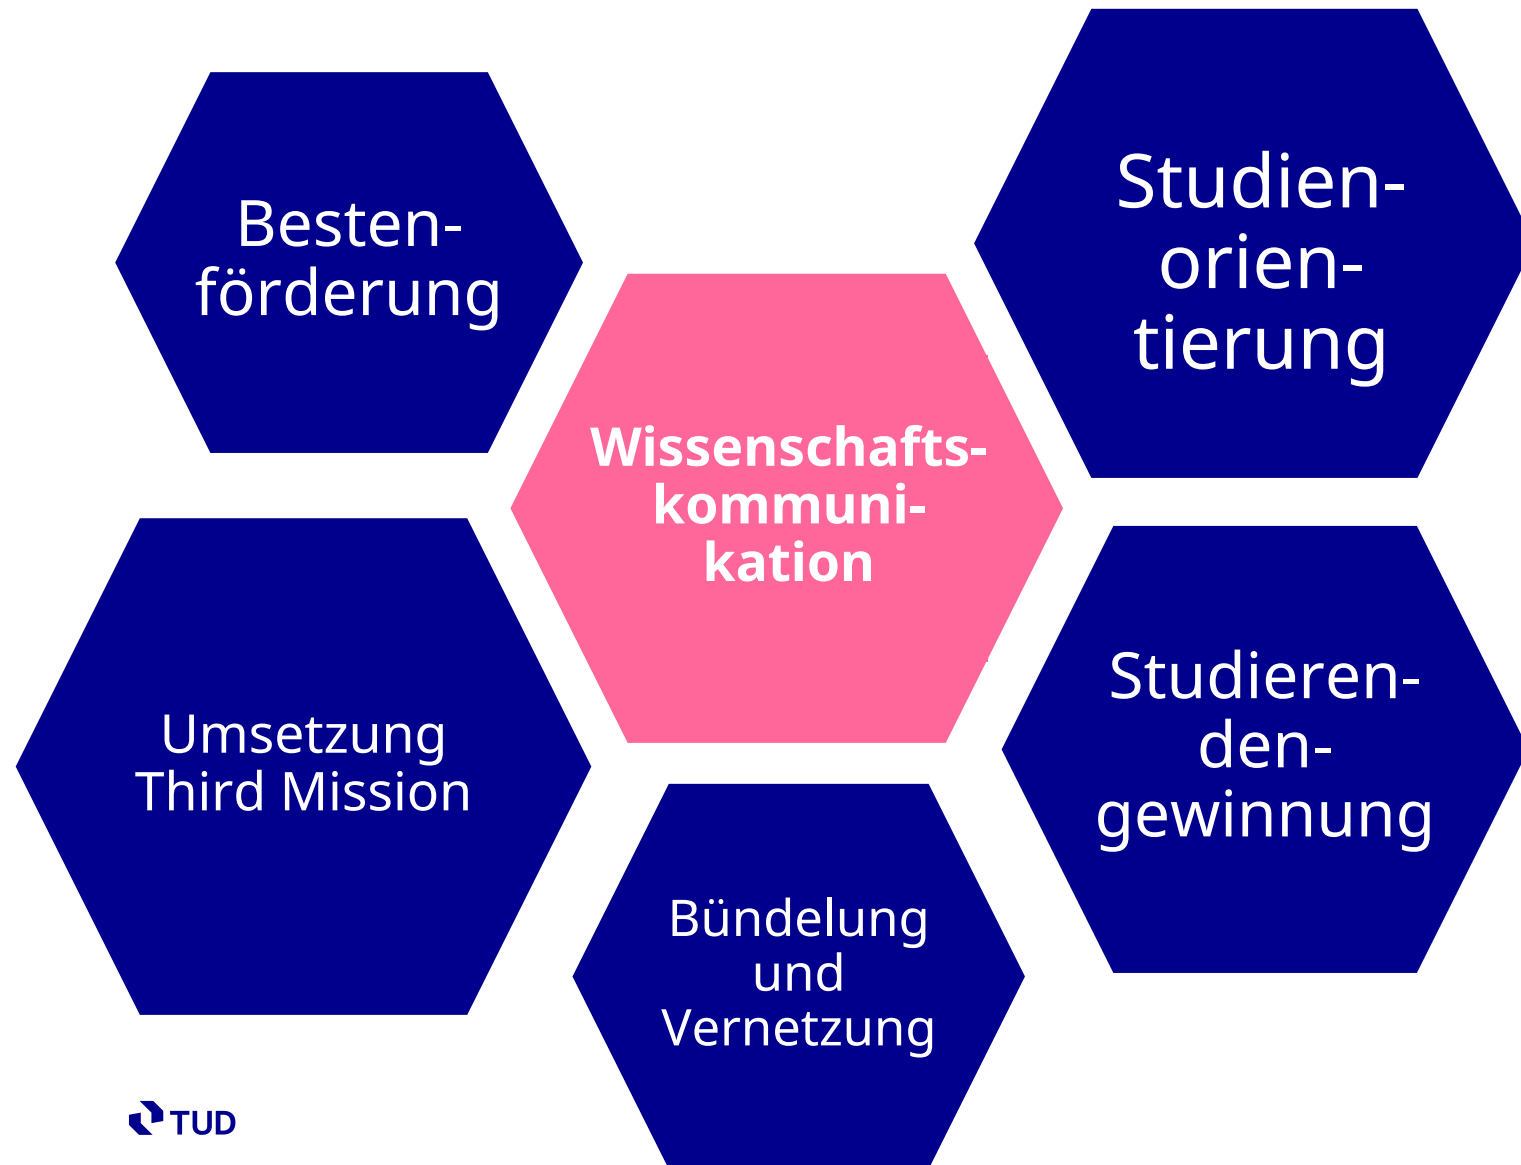 Besten-
förderung
Studien-
orien-
tierung
Wissenschafts-
kommuni-
kation
Umsetzung
Third Mission
Studieren-
den-
gewinnung
Bündelung
und
Vernetzung
TUD